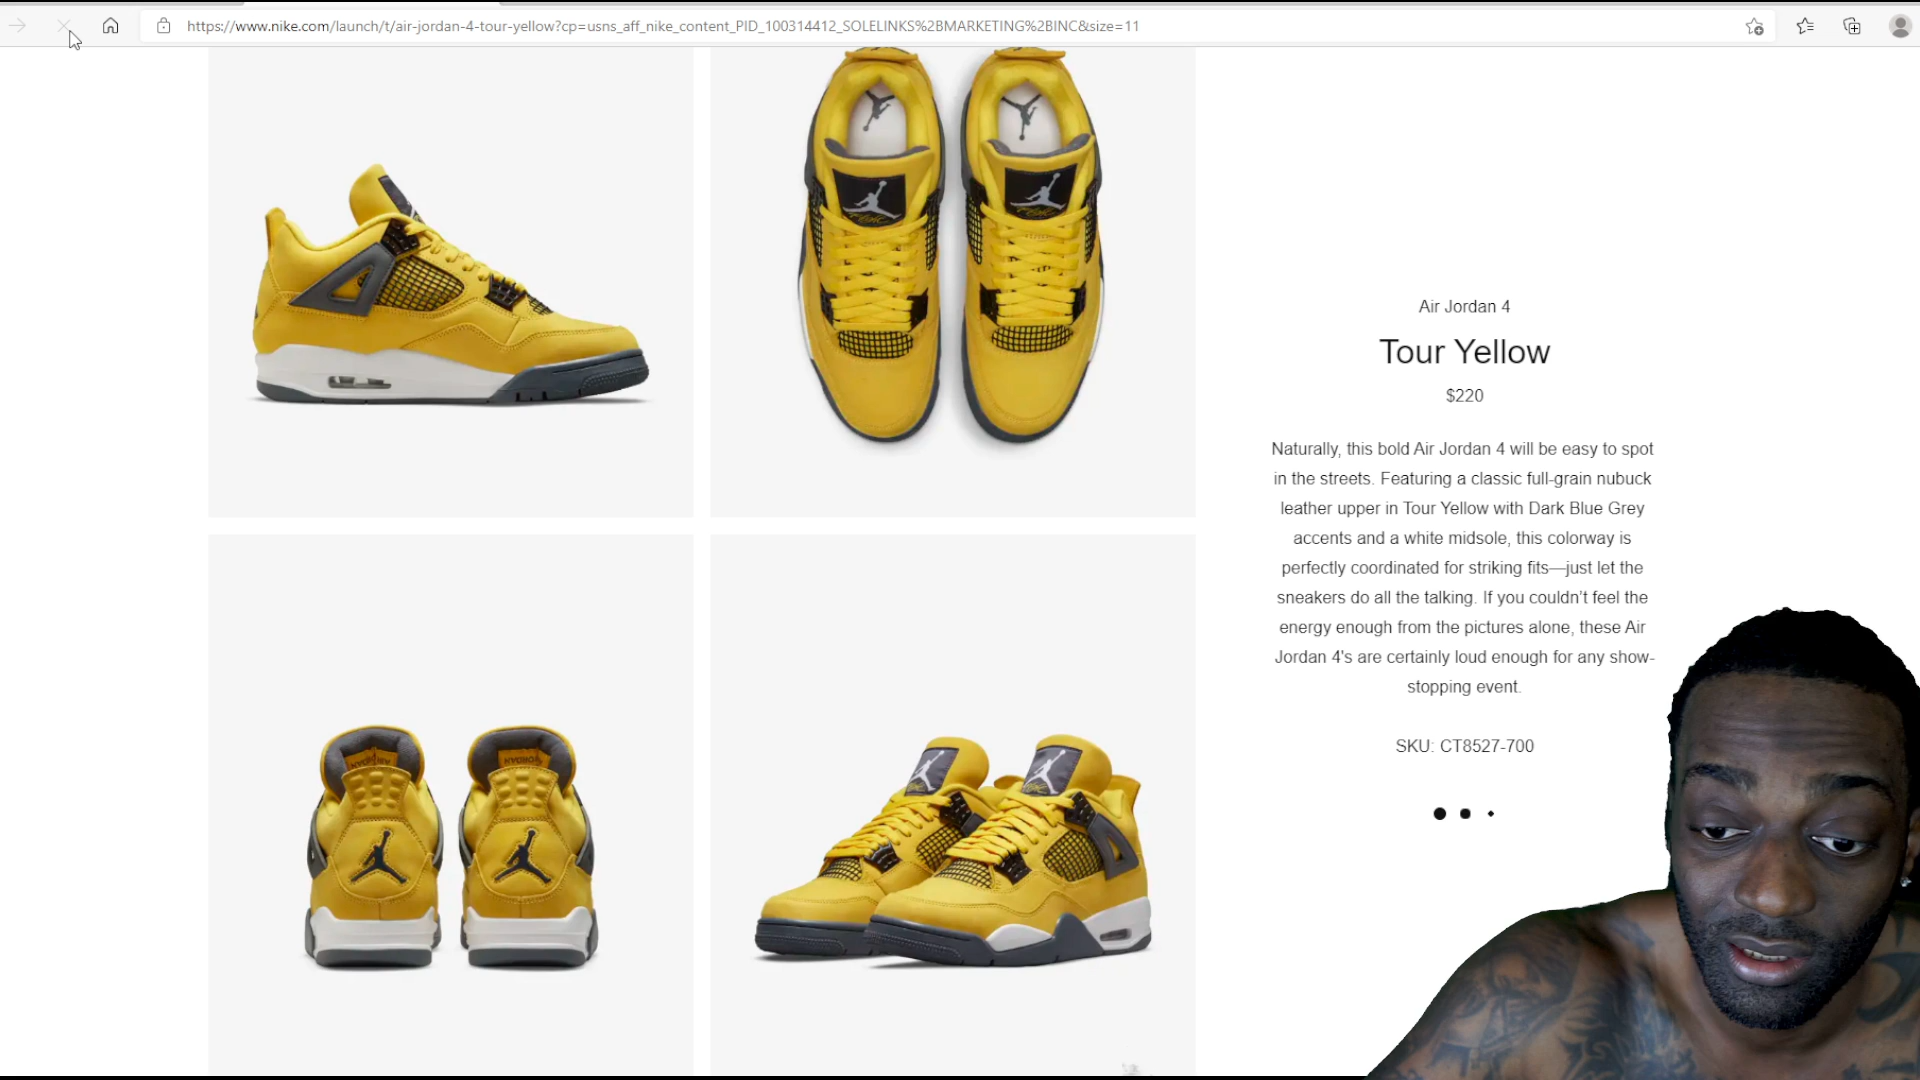 https://www.nike.com/launch/t/air-jordan-4-tour-yellow?cp=usns_aff_nike_content_PID_100314412_SOLELINKS%2BMARKETING%2BINC&size=11
Air Jordan 4
Tour Yellow
$220
Naturally, this bold Air Jordan 4 will be easy to spot
in the streets. Featuring a classic full-grain nubuck
leather upper in Tour Yellow with Dark Blue Grey
accents and a white midsole, this colorway is
perfectly coordinated for striking fits—just let the
sneakers do all the talking. If you couldn’t feel the
energy enough from the pictures alone, these Air
Jordan 4's are certainly loud enough for any show-
stopping event.
SKU: CT8527-700